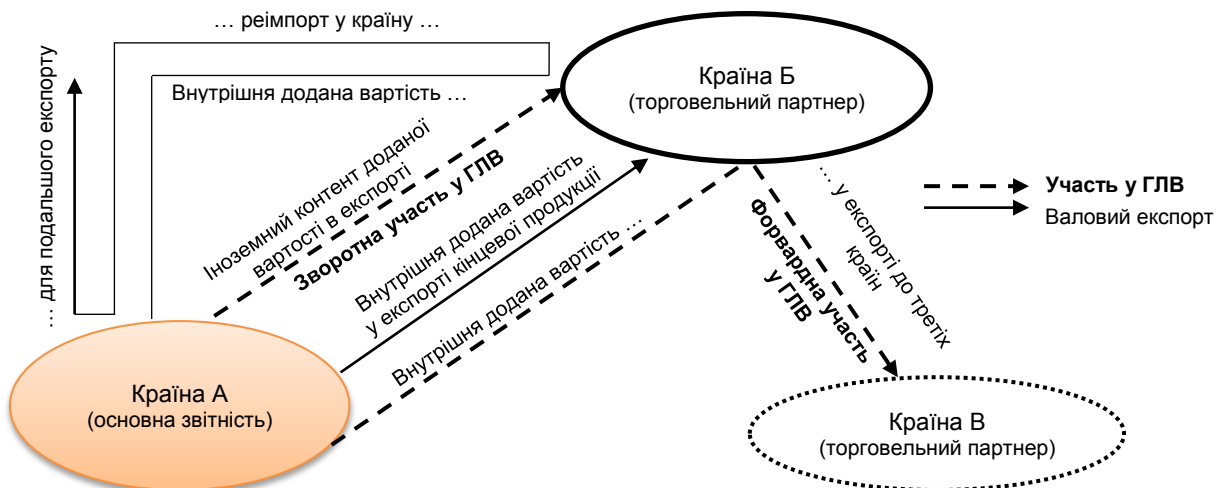 … реімпорт у країну …
… для подальшого експорту
Внутрішня додана вартість …
Країна Б
(торговельний партнер)
Іноземний контент доданої
вартості в експорті
Зворотна участь у ГЛВ
Внутрішня додана вартість
у експорті кінцевої продукції
Внутрішня додана вартість …
Форвардна участь
у ГЛВ
… у експорті до третіх
країн
Участь у ГЛВ
Валовий експорт
Країна А
(основна звітність)
Країна В
(торговельний партнер)